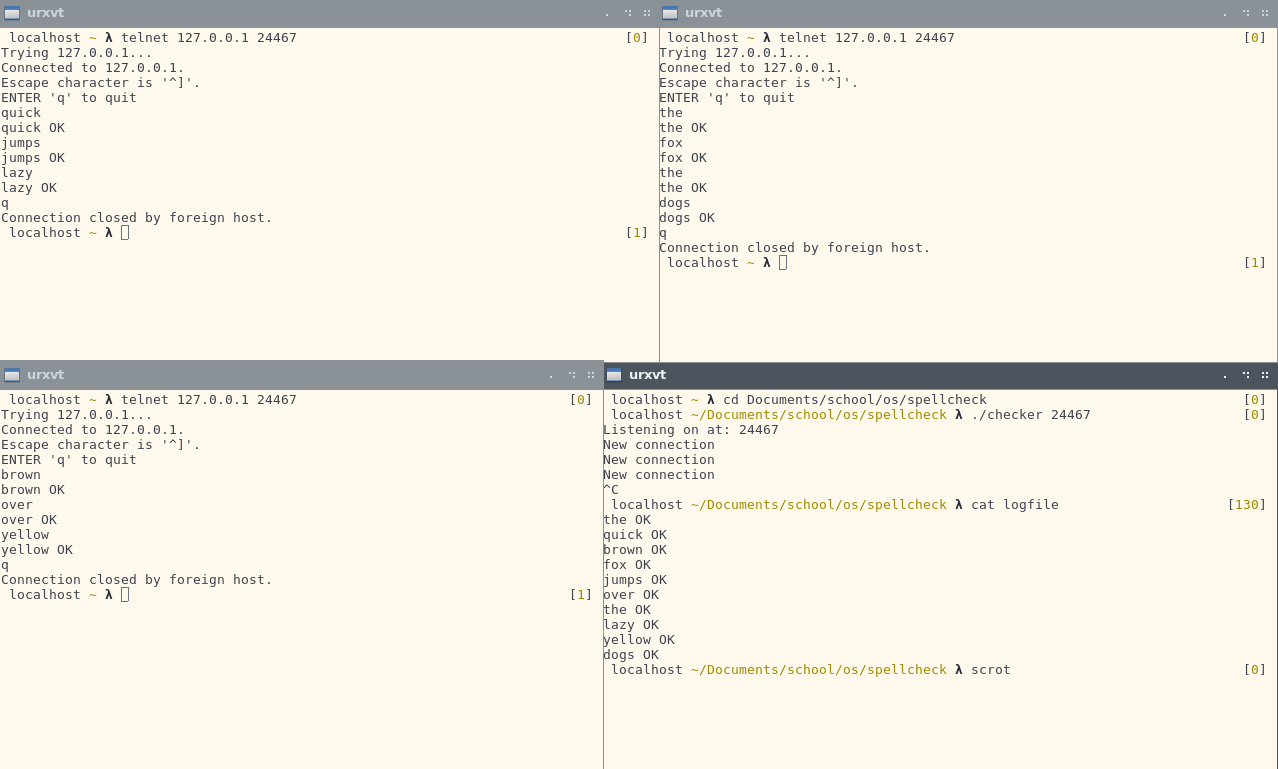 urxvt
localhost ~ λ telnet 127.0.0.1 24467 [0]
Trying 127.0.0.1...
Connected to 127.0.0.1.
Escape character is '^]'.
ENTER 'q' to quit
quick
quick OK
jumps
jumps OK
lazy
lazy OK
q
Connection closed by foreign host.
localhost ~ λ [1]
urxvt
localhost ~ λ telnet 127.0.0.1 24467 [0]
Trying 127.0.0.1...
Connected to 127.0.0.1.
Escape character is '^]'.
ENTER 'q' to quit
the
the OK
fox
fox OK
the
the OK
dogs
dogs OK
q
Connection closed by foreign host.
localhost ~ λ [1]
urxvt
localhost ~ λ telnet 127.0.0.1 24467 [0]
Trying 127.0.0.1...
Connected to 127.0.0.1.
Escape character is '^]'.
ENTER 'q' to quit
brown
brown OK
over
over OK
yellow
yellow OK
q
Connection closed by foreign host.
localhost ~ λ [1]
urxvt
localhost ~ λ cd Documents/school/os/spellcheck [0]
localhost ~/Documents/school/os/spellcheck λ ./checker 24467 [0]
Listening on at: 24467
New connection
New connection
New connection
^C
localhost ~/Documents/school/os/spellcheck λ cat logfile [130]
the OK
quick OK
brown OK
fox OK
jumps OK
over OK
the OK
lazy OK
yellow OK
dogs OK
localhost ~/Documents/school/os/spellcheck λ scrot [0]